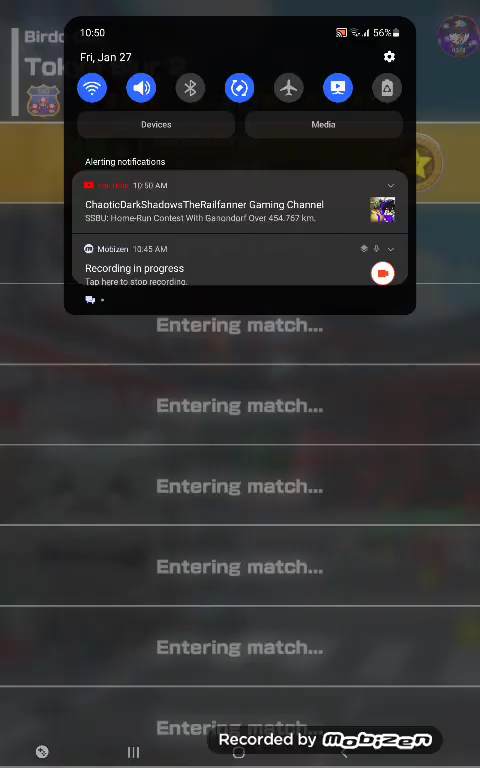 10:50
56%
Fri, Jan 27
Devices
Media
Alerting notifications
YouTube 10:50 AM
ChaoticDarkShadowsTheRailfanner Gaming Channel
SSBU: Home-Run Contest With Ganondorf Over 454.767 km.
Mobizen 10:45 AM
Recording in progress
Tap here to stop recording.
Entering match...
Entering match...
Entering match...
Entering match...
Entering match...
Entering match...
Recorded by Mobizen